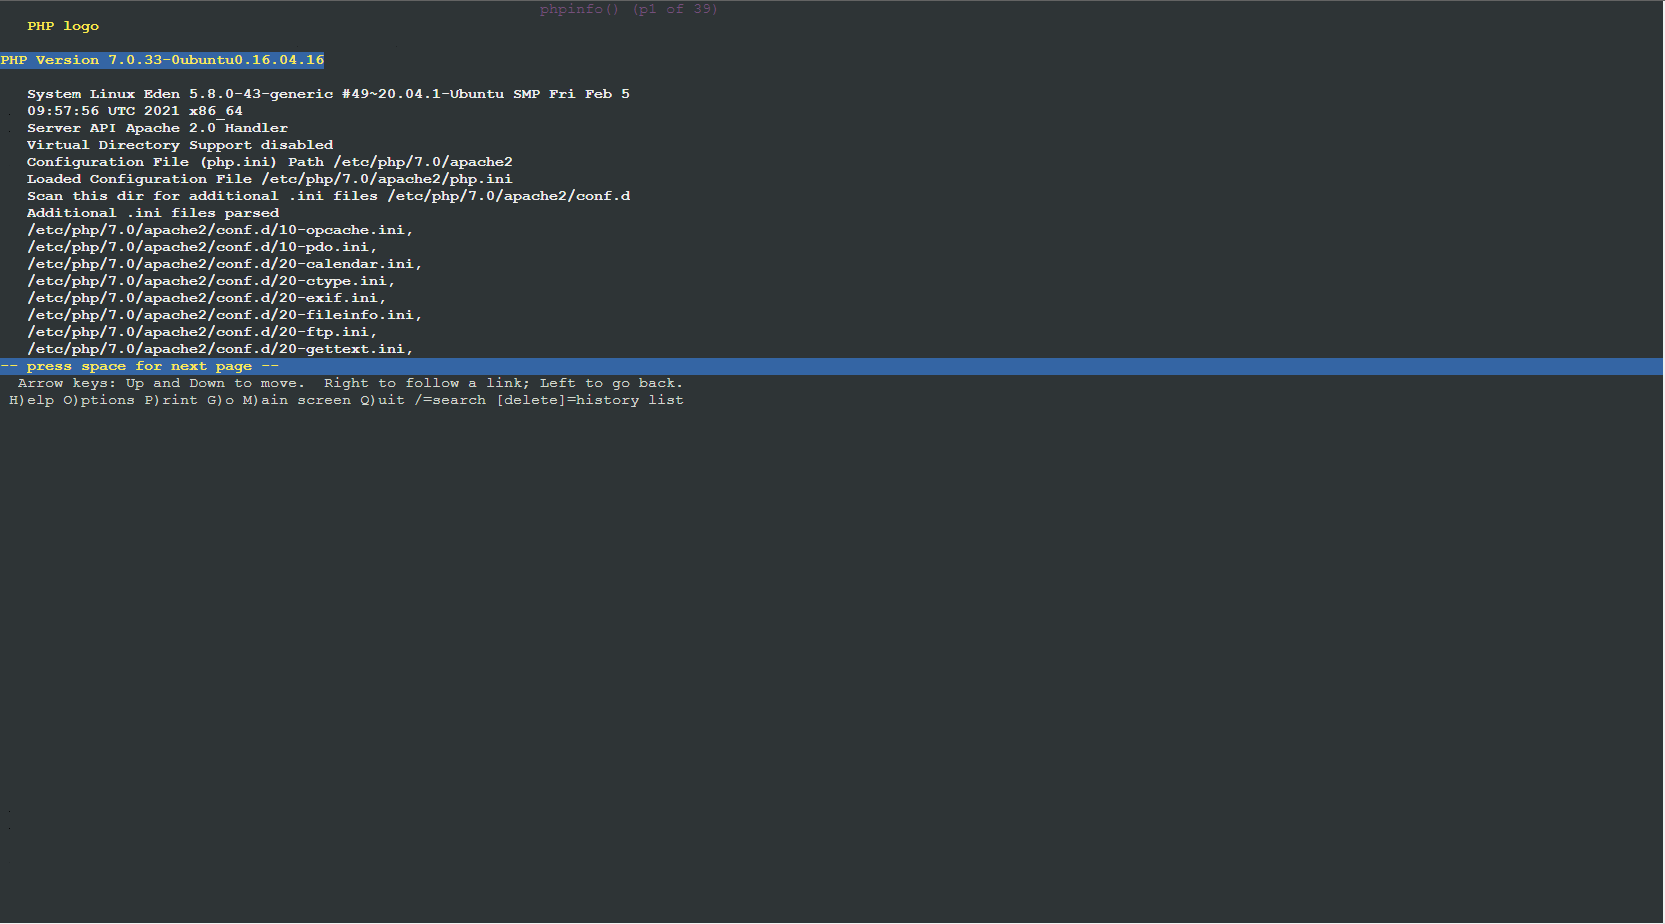 phpinfo() (p1 of 39)
PHP logo
PHP Version 7.0.33-0ubuntu0.16.04.16
System Linux Eden 5.8.0-43-generic #49~20.04.1-Ubuntu SMP Fri Feb 5
09:57:56 UTC 2021 x86_64
Server API Apache 2.0 Handler
Virtual Directory Support disabled
Configuration File (php.ini) Path /etc/php/7.0/apache2
Loaded Configuration File /etc/php/7.0/apache2/php.ini
Scan this dir for additional .ini files /etc/php/7.0/apache2/conf.d
Additional .ini files parsed
/etc/php/7.0/apache2/conf.d/10-opcache.ini,
/etc/php/7.0/apache2/conf.d/10-pdo.ini,
/etc/php/7.0/apache2/conf.d/20-calendar.ini,
/etc/php/7.0/apache2/conf.d/20-ctype.ini,
/etc/php/7.0/apache2/conf.d/20-exif.ini,
/etc/php/7.0/apache2/conf.d/20-fileinfo.ini,
/etc/php/7.0/apache2/conf.d/20-ftp.ini,
/etc/php/7.0/apache2/conf.d/20-gettext.ini,
-- press space for next page --
Arrow keys: Up and Down to move.  Right to follow a link; Left to go back.
H)elp O)ptions P)rint G)o M)ain screen Q)uit /=search [delete]=history list